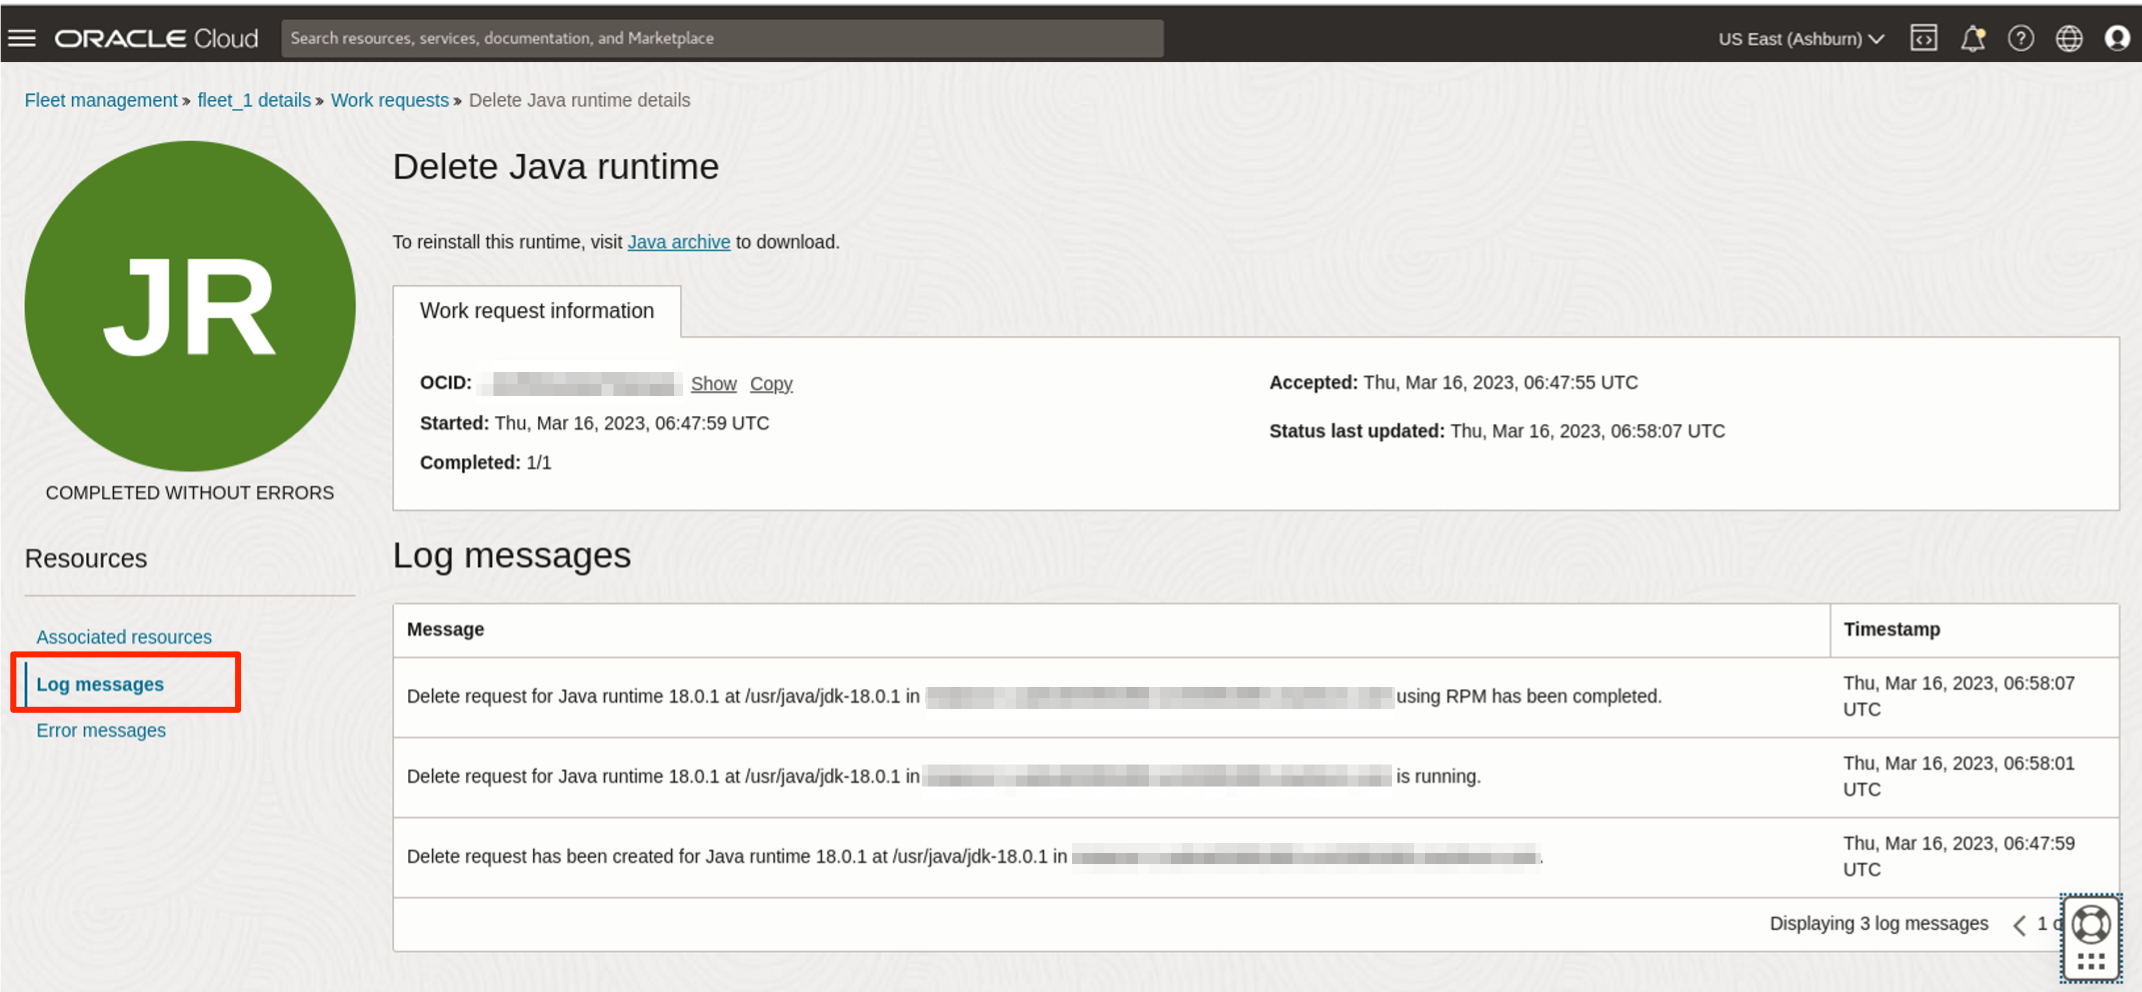 ORACLE Cloud
Search resources, services, documentation, and Marketplace
US East (Ashburn)
Fleet management » fleet_1 details » Work requests » Delete Java runtime details
JR
COMPLETED WITHOUT ERRORS
Resources
Associated resources
Log messages
Error messages
Delete Java runtime
To reinstall this runtime, visit Java archive to download.
Work request information
OCID: Show Copy
Started: Thu, Mar 16, 2023, 06:47:59 UTC
Completed: 1/1
Accepted: Thu, Mar 16, 2023, 06:47:55 UTC
Status last updated: Thu, Mar 16, 2023, 06:58:07 UTC
Log messages
Message Timestamp
Delete request for Java runtime 18.0.1 at /usr/java/jdk-18.0.1 in using RPM has been completed.
Thu, Mar 16, 2023, 06:58:07
UTC
Delete request for Java runtime 18.0.1 at /usr/java/jdk-18.0.1 in is running.
Thu, Mar 16, 2023, 06:58:01
UTC
Delete request has been created for Java runtime 18.0.1 at /usr/java/jdk-18.0.1 in .
Thu, Mar 16, 2023, 06:47:59
UTC
Displaying 3 log messages < 1